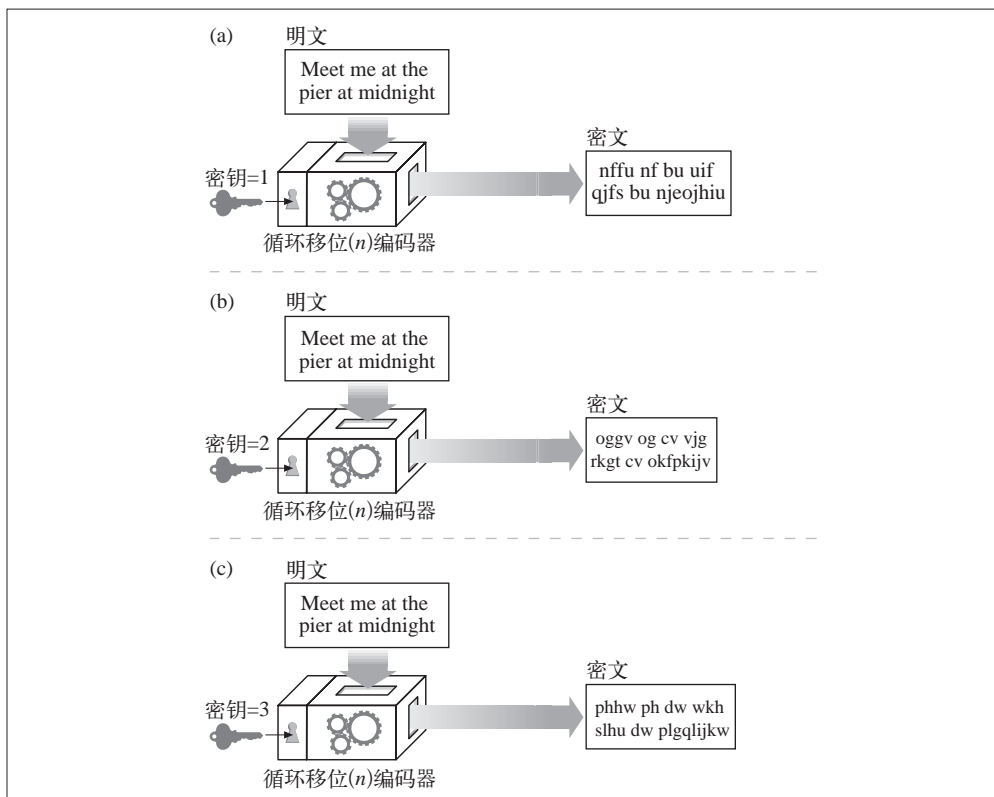 (a)
明文
Meet me at the
pier at midnight
密文
nffu nf bu uif
qjfs bu njeojhiu
密钥=1
循环移位(n)编码器
(b)
明文
Meet me at the
pier at midnight
密文
oggv og cv vjg
rkgt cv okfpkijv
密钥=2
循环移位(n)编码器
(c)
明文
Meet me at the
pier at midnight
密文
phhw ph dw wkh
slhu dw plgqlijkw
密钥=3
循环移位(n)编码器